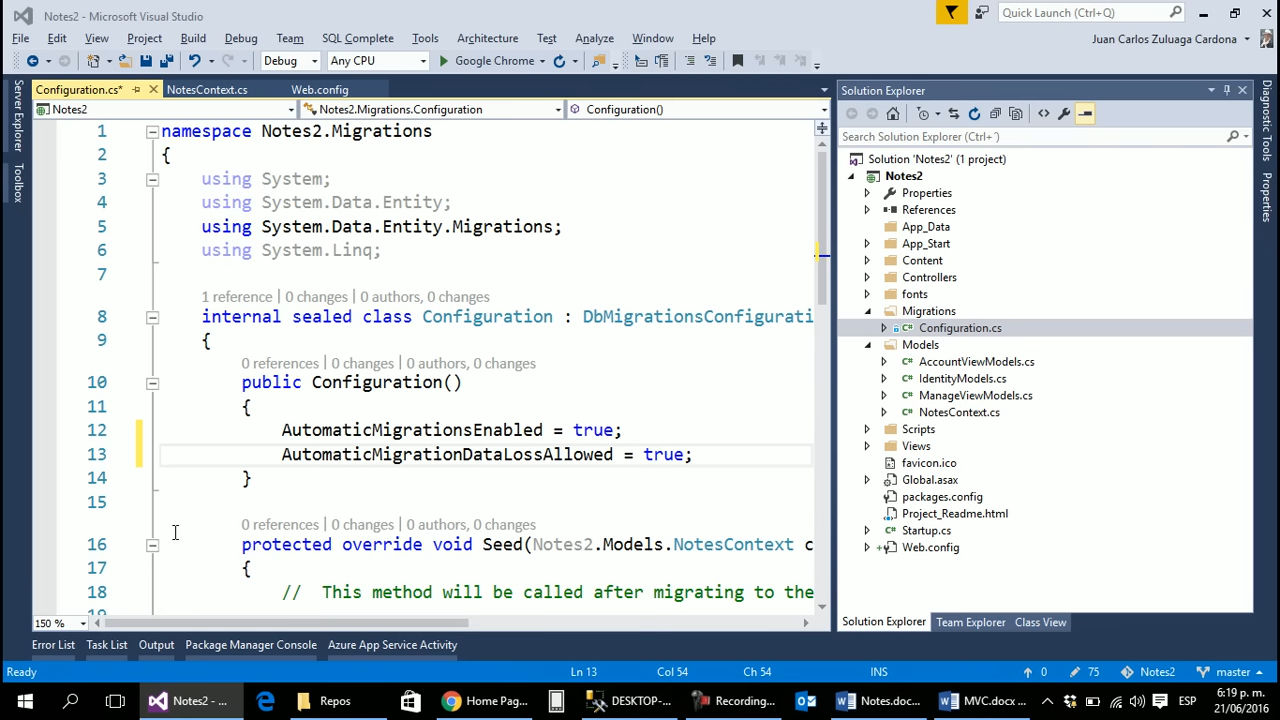 Notes2 - Microsoft Visual Studio
Quick Launch (Ctrl+Q)
File Edit View Project Build Debug Team SQL Complete Tools Architecture Test Analyze Window Help
Juan Carlos Zuluaga Cardona
Debug Any CPU Google Chrome
Server Explorer
Toolbox
Configuration.cs* NotesContext.cs Web.config
Notes2 Notes2.Migrations.Configuration Configuration()
1 namespace Notes2.Migrations
2 {
3 using System;
4 using System.Data.Entity;
5 using System.Data.Entity.Migrations;
6 using System.Linq;
7
1 reference | 0 changes | 0 authors, 0 changes
8 internal sealed class Configuration : DbMigrationsConfigurati
9 {
0 references | 0 changes | 0 authors, 0 changes
10 public Configuration()
11 {
12 AutomaticMigrationsEnabled = true;
13 AutomaticMigrationDataLossAllowed = true;
14 }
15
0 references | 0 changes | 0 authors, 0 changes
16 protected override void Seed(Notes2.Models.NotesContext c
17 {
18 // This method will be called after migrating to the
19
150 %
Solution Explorer
Search Solution Explorer (Ctrl+´)
Solution 'Notes2' (1 project)
Notes2
Properties
References
App_Data
App_Start
Content
Controllers
fonts
Migrations
Configuration.cs
Models
AccountViewModels.cs
IdentityModels.cs
ManageViewModels.cs
NotesContext.cs
Scripts
Views
favicon.ico
Global.asax
packages.config
Project_Readme.html
Startup.cs
Web.config
Solution Explorer Team Explorer Class View
Diagnostic Tools
Properties
Error List Task List Output Package Manager Console Azure App Service Activity
Ready Ln 13 Col 54 Ch 54 INS 0 75 Notes2 master
Notes2 - ... Repos Home Pag... DESKTOP-... Recording... Notes.doc... MVC.docx ... ESP
6:19 p.m.
21/06/2016